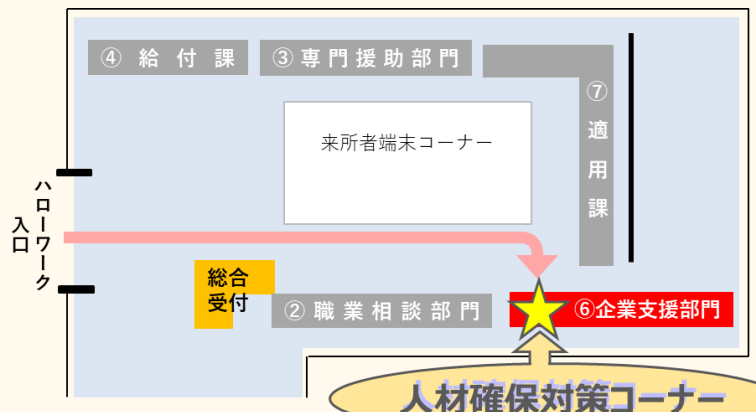 ④ 給付課
③専門援助部門
⑦適用課
来所者端末コーナー
ハローワーク
入口
総合
受付
②職業相談部門
⑥企業支援部門
人材確保対策コーナー